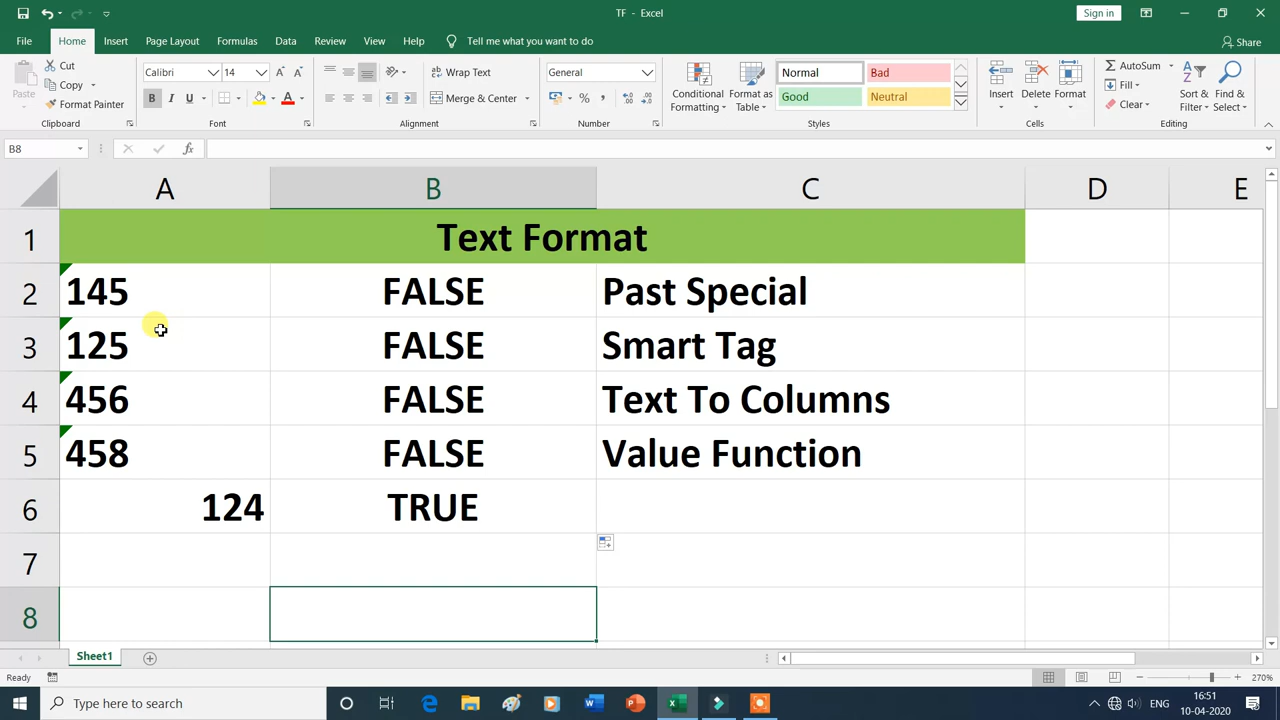 TF - Excel
Sign in
File Home Insert Page Layout Formulas Data Review View Help Tell me what you want to do
Share
Paste
Cut
Copy
Format Painter
Clipboard
Calibri 14
B I U
Font
Wrap Text
Merge & Center
Alignment
General
% ,
Number
Conditional Formatting
Format as Table
Normal Bad
Good Neutral
Styles
Insert Delete Format
Cells
AutoSum
Fill
Clear
Sort & Filter
Find & Select
Editing
B8
fx
A B C D E
1 Text Format
2 145 FALSE Past Special
3 125 FALSE Smart Tag
4 456 FALSE Text To Columns
5 458 FALSE Value Function
6 124 TRUE
7
8
Sheet1
Ready
270%
Type here to search
ENG
16:51
10-04-2020